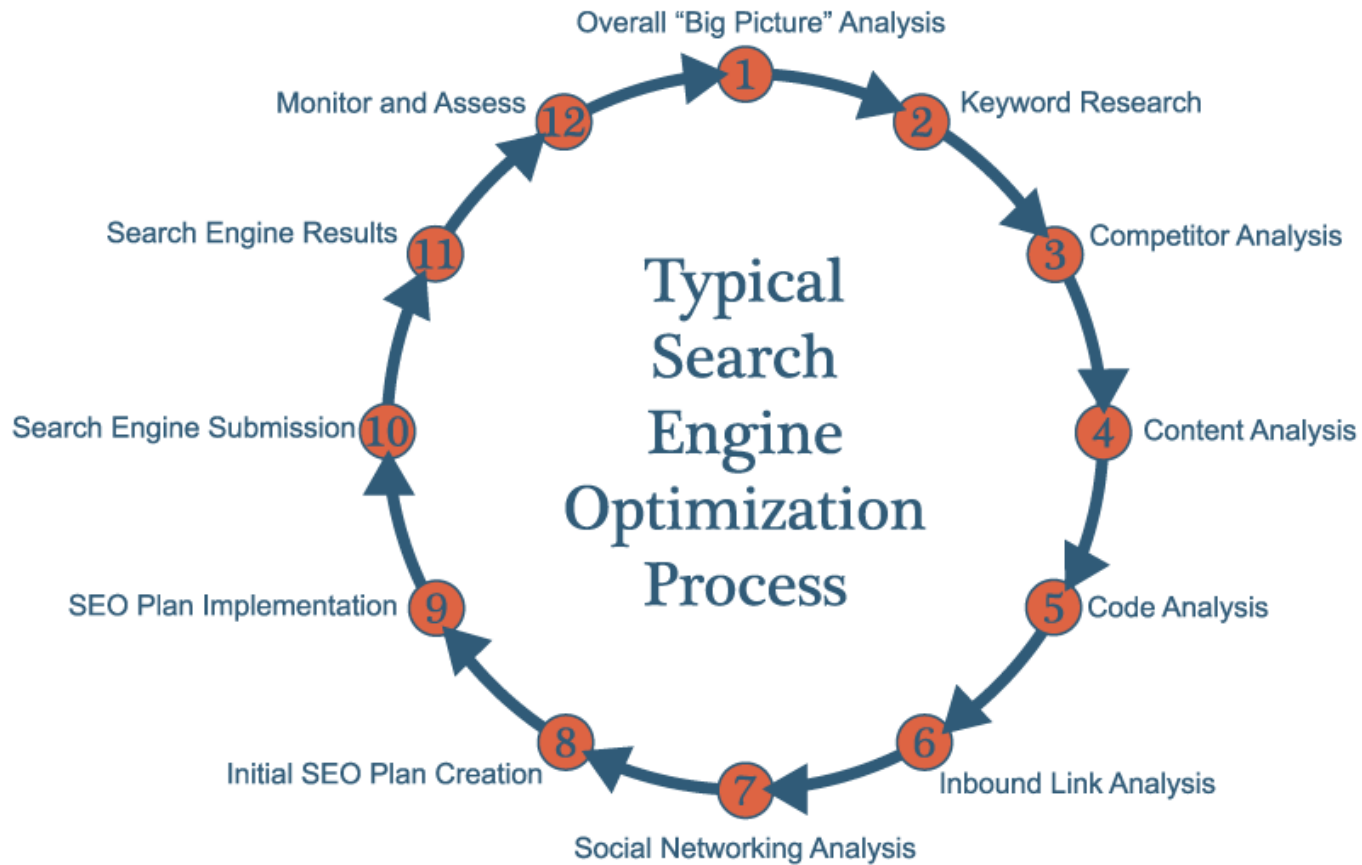 Overall “Big Picture” Analysis
1
Keyword Research
2
Competitor Analysis
3
Content Analysis
4
Code Analysis
5
Inbound Link Analysis
6
Social Networking Analysis
7
Initial SEO Plan Creation
8
SEO Plan Implementation
9
Search Engine Submission
10
Search Engine Results
11
Monitor and Assess
12
Typical
Search
Engine
Optimization
Process